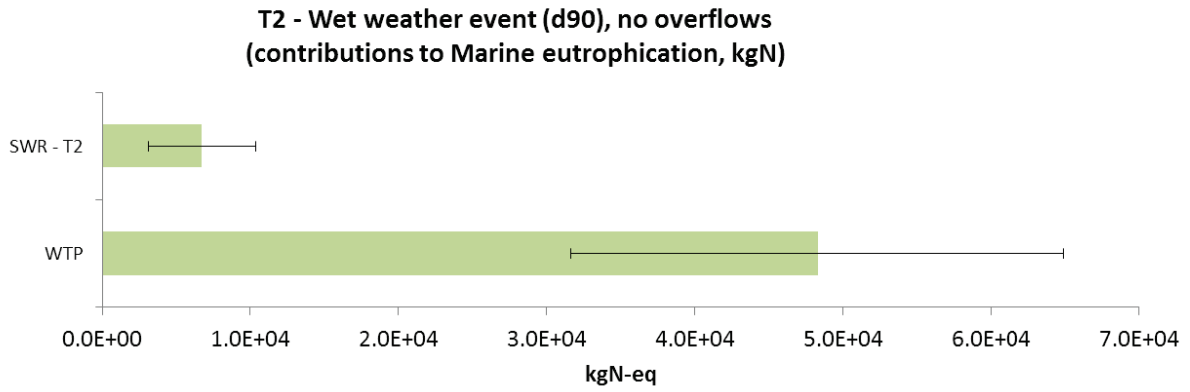 T2 - Wet weather event (d90), no overflows
(contributions to Marine eutrophication, kgN)
SWR - T2
WTP
0.0E+00 1.0E+04 2.0E+04 3.0E+04 4.0E+04 5.0E+04 6.0E+04 7.0E+04
kgN-eq